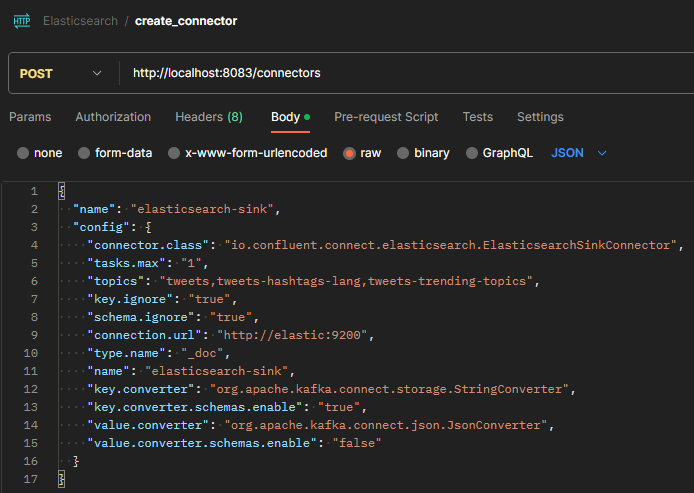 HTTP Elasticsearch / create_connector
POST http://localhost:8083/connectors
Params Authorization Headers (8) Body Pre-request Script Tests Settings
none form-data x-www-form-urlencoded raw binary GraphQL JSON
1 {
2 "name": "elasticsearch-sink",
3 "config": {
4 "connector.class": "io.confluent.connect.elasticsearch.ElasticsearchSinkConnector",
5 "tasks.max": "1",
6 "topics": "tweets,tweets-hashtags-lang,tweets-trending-topics",
7 "key.ignore": "true",
8 "schema.ignore": "true",
9 "connection.url": "http://elastic:9200",
10 "type.name": "_doc",
11 "name": "elasticsearch-sink",
12 "key.converter": "org.apache.kafka.connect.storage.StringConverter",
13 "key.converter.schemas.enable": "true",
14 "value.converter": "org.apache.kafka.connect.json.JsonConverter",
15 "value.converter.schemas.enable": "false"
16 }
17 }